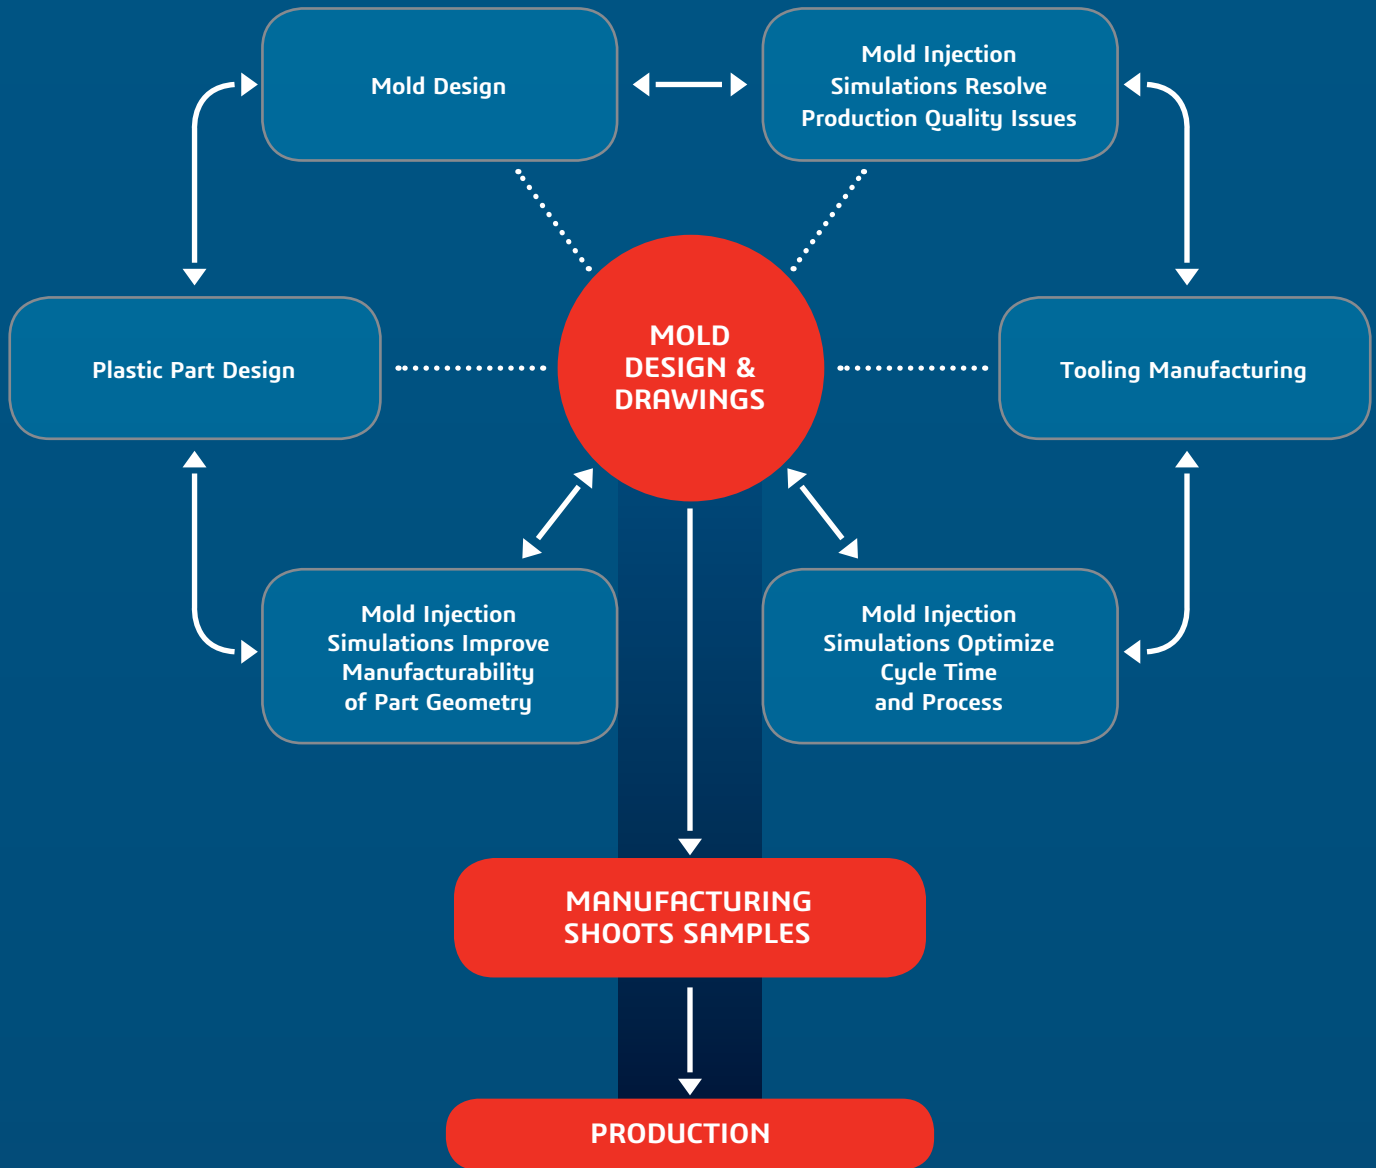 Mold Design
Mold Injection
Simulations Resolve
Production Quality Issues
MOLD
DESIGN &
DRAWINGS
Plastic Part Design
Tooling Manufacturing
Mold Injection
Simulations Improve
Manufacturability
of Part Geometry
Mold Injection
Simulations Optimize
Cycle Time
and Process
MANUFACTURING
SHOOTS SAMPLES
PRODUCTION